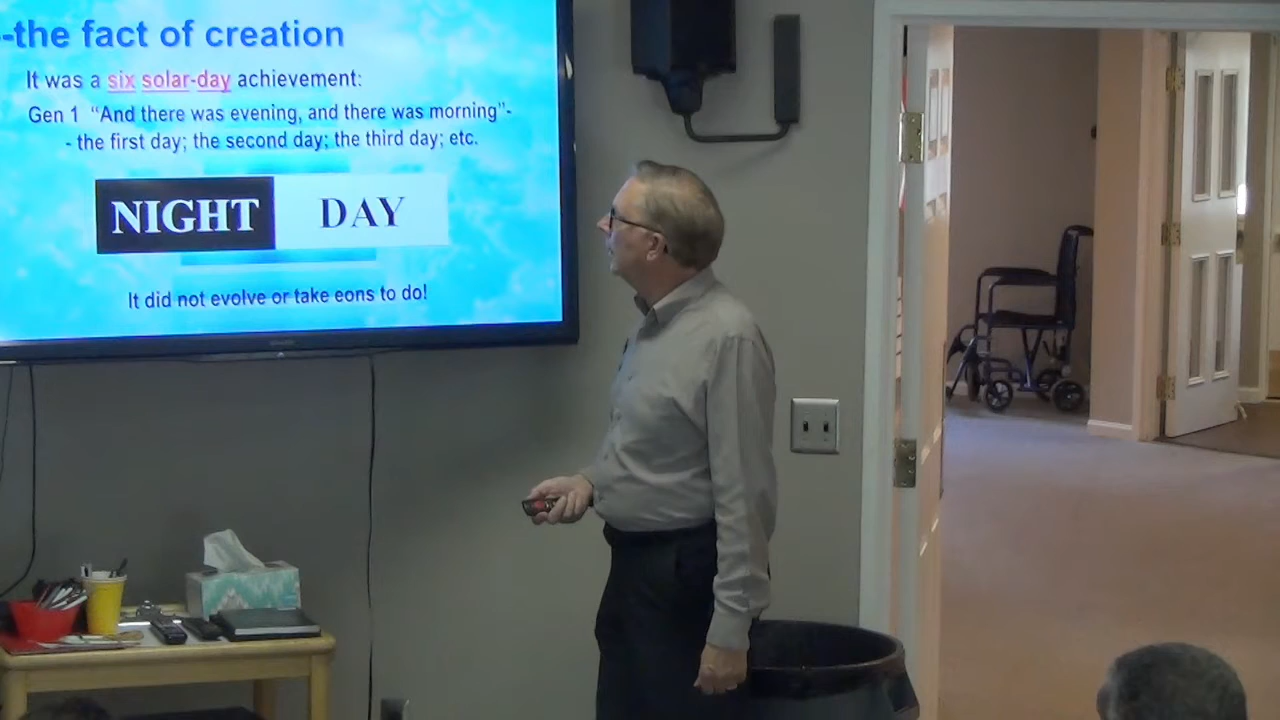 -the fact of creation
It was a six solar-day achievement:
Gen 1 “And there was evening, and there was morning”-
- the first day; the second day; the third day; etc.
NIGHT DAY
It did not evolve or take eons to do!